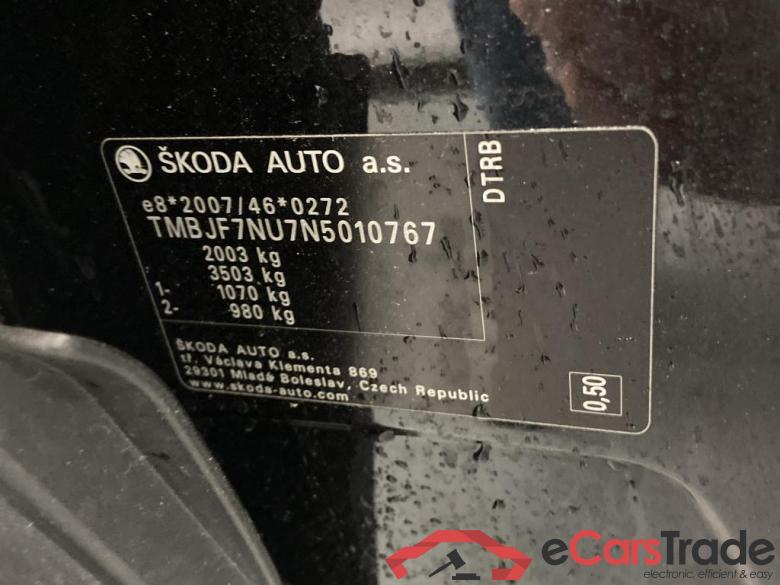 ŠKODA AUTO a.s.
DTRB
e8*2007/46*0272
TMBJF7NU7N5010767
2003 kg
3503 kg
1- 1070 kg
2- 980 kg
ŠKODA AUTO a.s.
tř. Václava Klementa 869
29301 Mladá Boleslav, Czech Republic
www.skoda-auto.com
0,50
eCarsTrade
electronic, efficient & easy